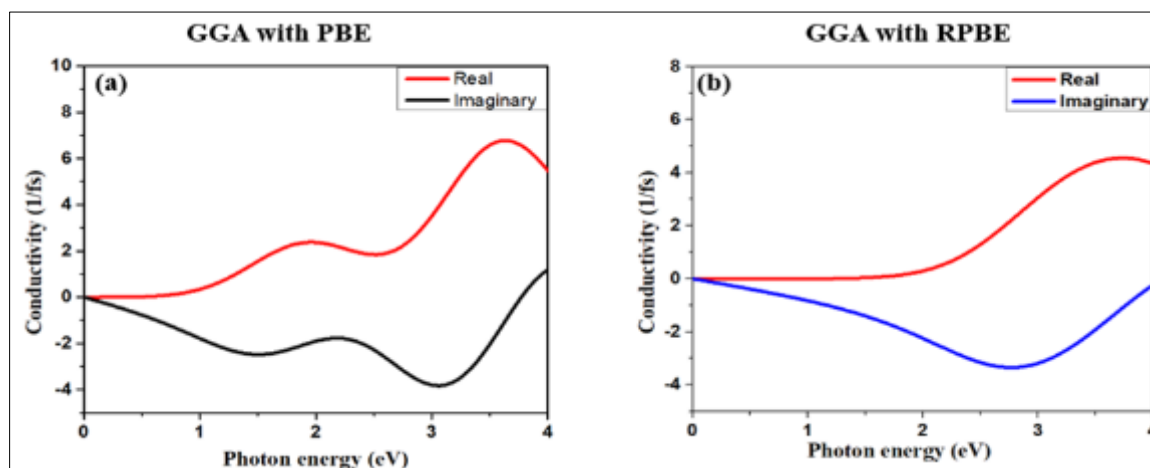 GGA with PBE
(a)
Real
Imaginary
10
8
6
4
2
0
-2
-4
Conductivity (1/fs)
0 1 2 3 4
Photon energy (eV)
GGA with RPBE
(b)
Real
Imaginary
8
6
4
2
0
-2
-4
Conductivity (1/fs)
0 1 2 3 4
Photon energy (eV)